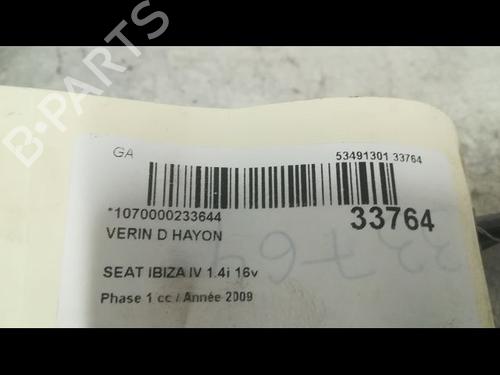 GA
53491301 33764
*1070000233644
33764
VERIN D HAYON
SEAT IBIZA IV 1.4i 16v
Phase 1 cc / Année 2009
B-PARTS
33764